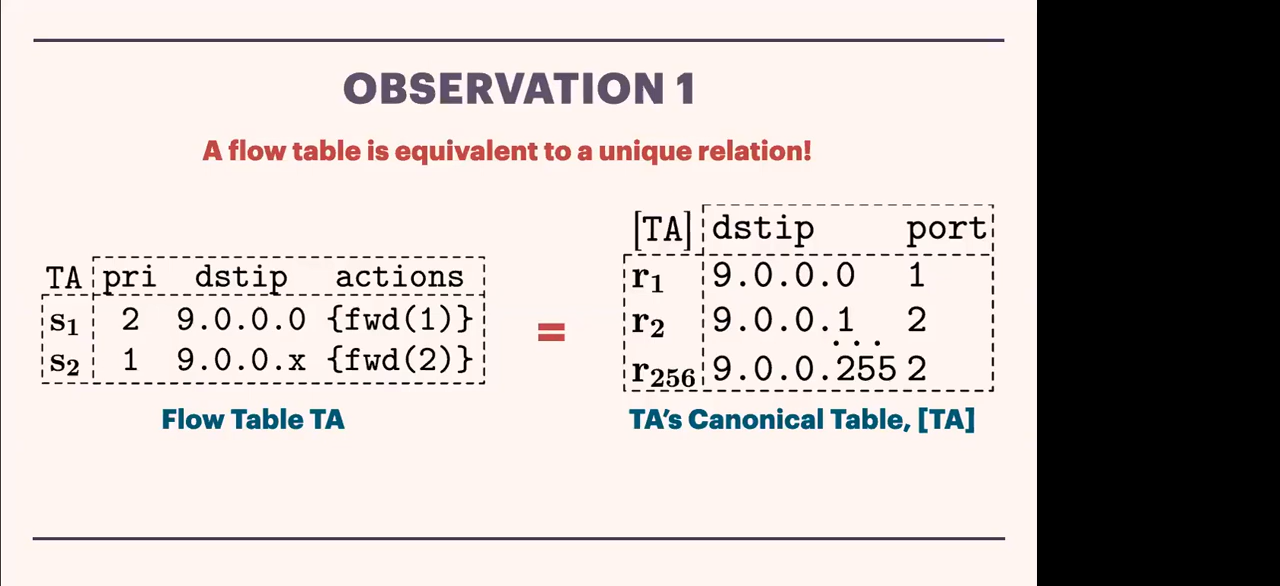 OBSERVATION 1
A flow table is equivalent to a unique relation!
TA pri dstip actions
s1 2 9.0.0.0 {fwd(1)}
s2 1 9.0.0.x {fwd(2)}
Flow Table TA
=
[TA] dstip port
r1 9.0.0.0 1
r2 9.0.0.1 2
...
r256 9.0.0.255 2
TA's Canonical Table, [TA]